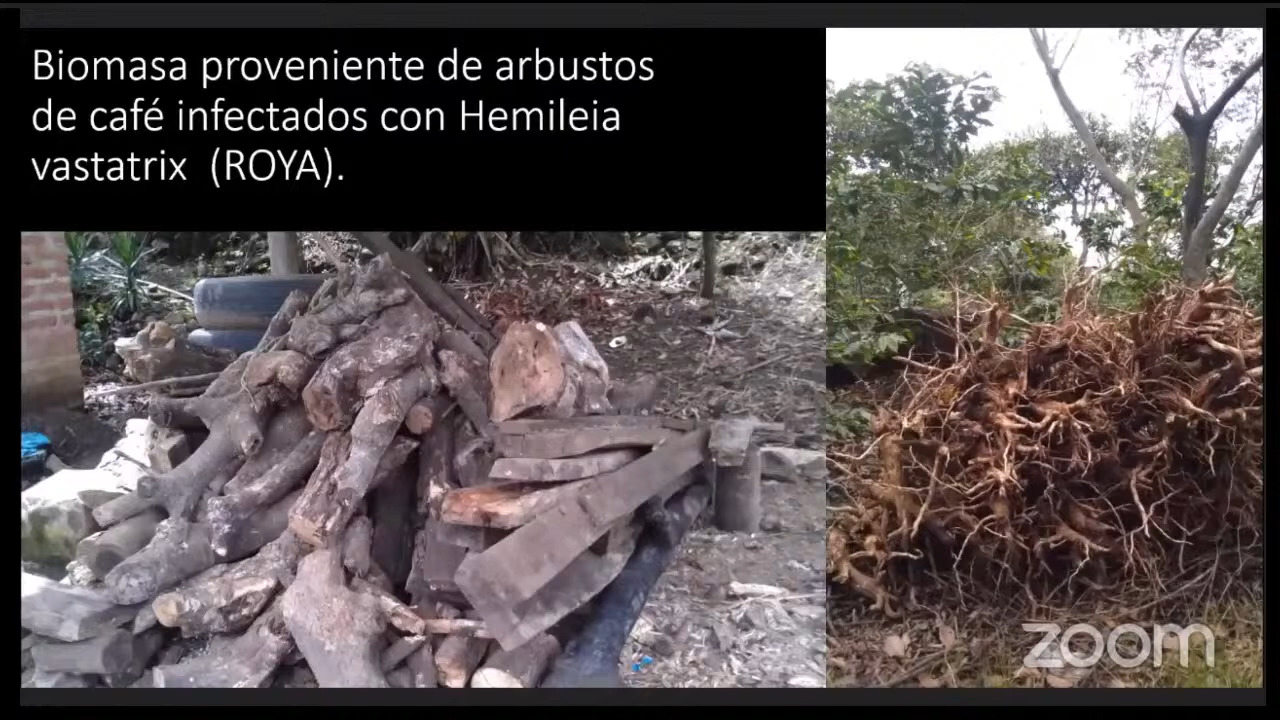 Biomasa proveniente de arbustos
de café infectados con Hemileia
vastatrix  (ROYA).
zoom